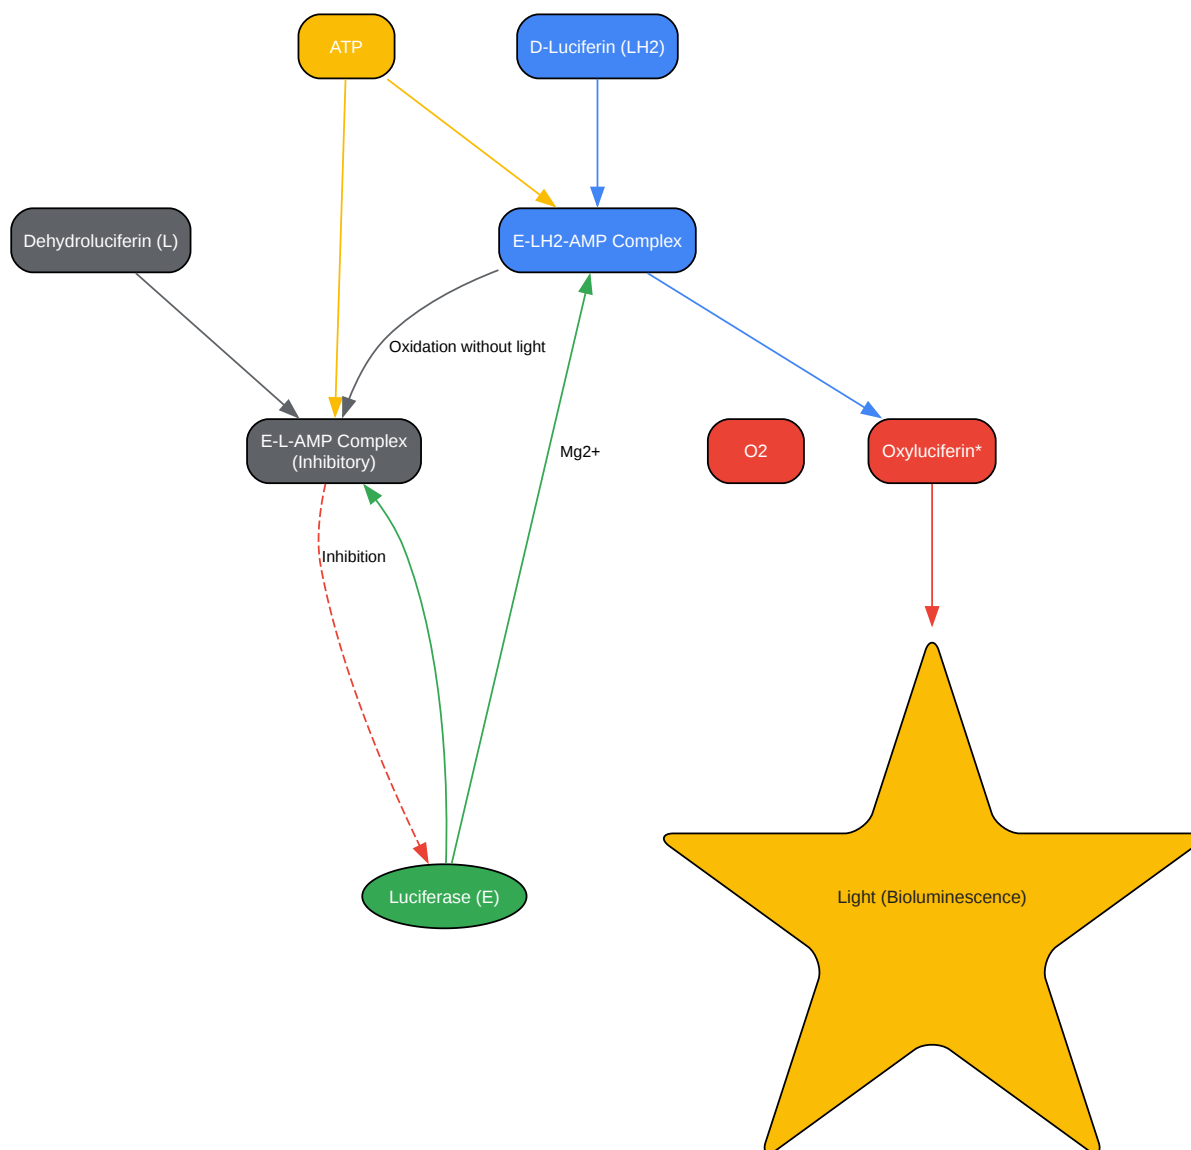 ATP
D-Luciferin (LH2)
Dehydroluciferin (L)
E-LH2-AMP Complex
Oxidation without light
E-L-AMP Complex
(Inhibitory)
Mg2+
O2
Oxyluciferin*
Inhibition
Luciferase (E)
Light (Bioluminescence)